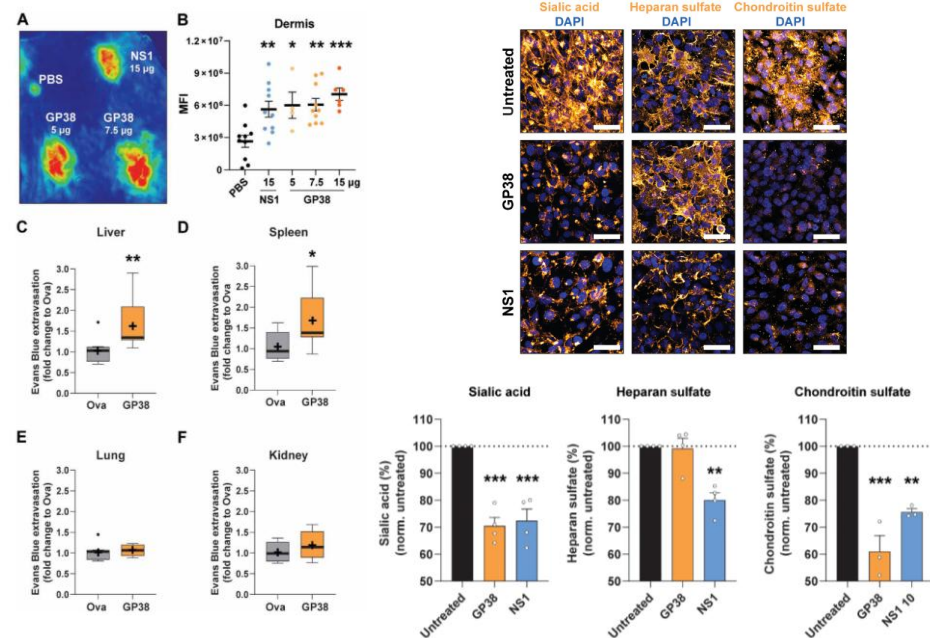 A
NS1
15 µg
PBS
GP38
5 µg
GP38
7.5 µg
B
Dermis
** * ** ***
MFI
1.2×10⁷
9×10⁶
6×10⁶
3×10⁶
0
PBS 15 5 7.5 15 µg
NS1 GP38
C
Liver
**
Evans Blue extravasation
(fold change to Ova)
3.0
2.5
2.0
1.5
1.0
0.5
0.0
Ova GP38
D
Spleen
*
Evans Blue extravasation
(fold change to Ova)
3.0
2.5
2.0
1.5
1.0
0.5
0.0
Ova GP38
E
Lung
Evans Blue extravasation
(fold change to Ova)
3.0
2.5
2.0
1.5
1.0
0.5
0.0
Ova GP38
F
Kidney
Evans Blue extravasation
(fold change to Ova)
3.0
2.5
2.0
1.5
1.0
0.5
0.0
Ova GP38
Sialic acid Heparan sulfate Chondroitin sulfate
DAPI DAPI DAPI
Untreated
GP38
NS1
Sialic acid
Sialic acid (%)
(norm. untreated)
110
100
90
80
70
60
50
*** ***
Untreated GP38 NS1
Heparan sulfate
Heparan sulfate (%)
(norm. untreated)
110
100
90
80
70
60
50
**
Untreated GP38 NS1
Chondroitin sulfate
Chondroitin sulfate (%)
(norm. untreated)
110
100
90
80
70
60
50
*** **
Untreated GP38 NS1 10